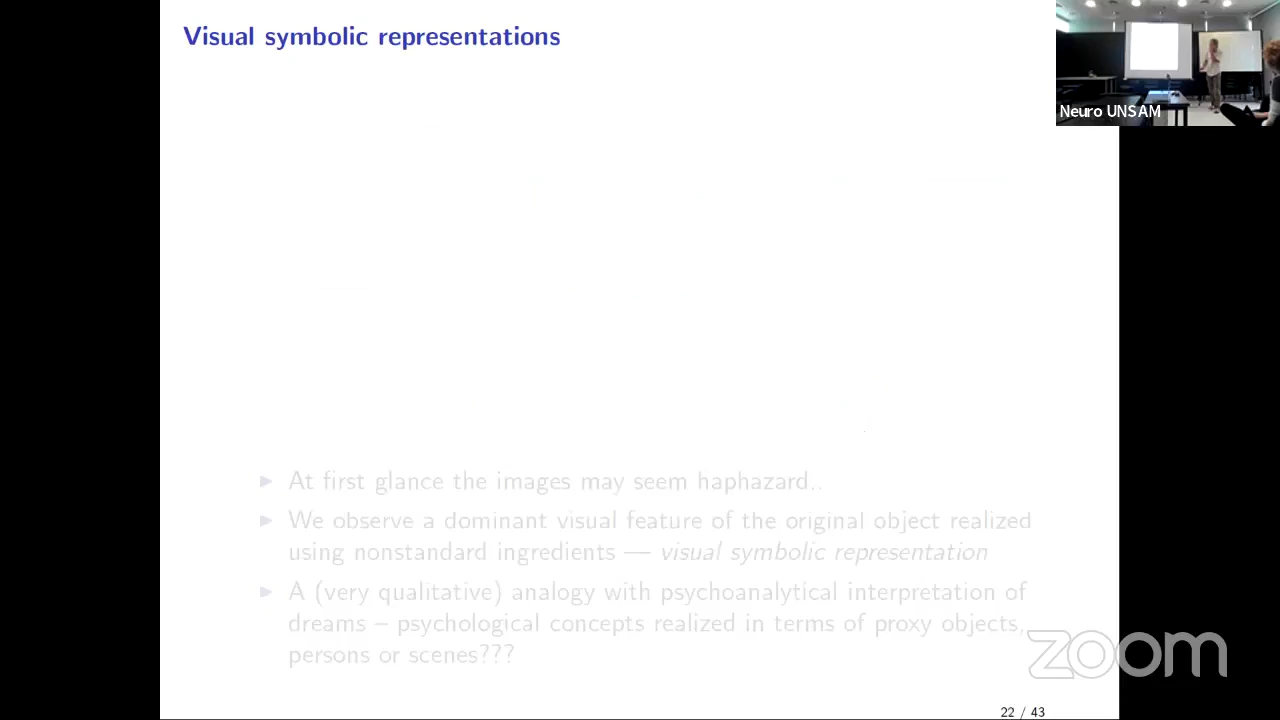 Visual symbolic representations
Neuro UNSAM
▶ At first glance the images may seem haphazard..
▶ We observe a dominant visual feature of the original object realized
using nonstandard ingredients — visual symbolic representation
▶ A (very qualitative) analogy with psychoanalytical interpretation of
dreams – psychological concepts realized in terms of proxy objects,
persons or scenes???
zoom
22 / 43